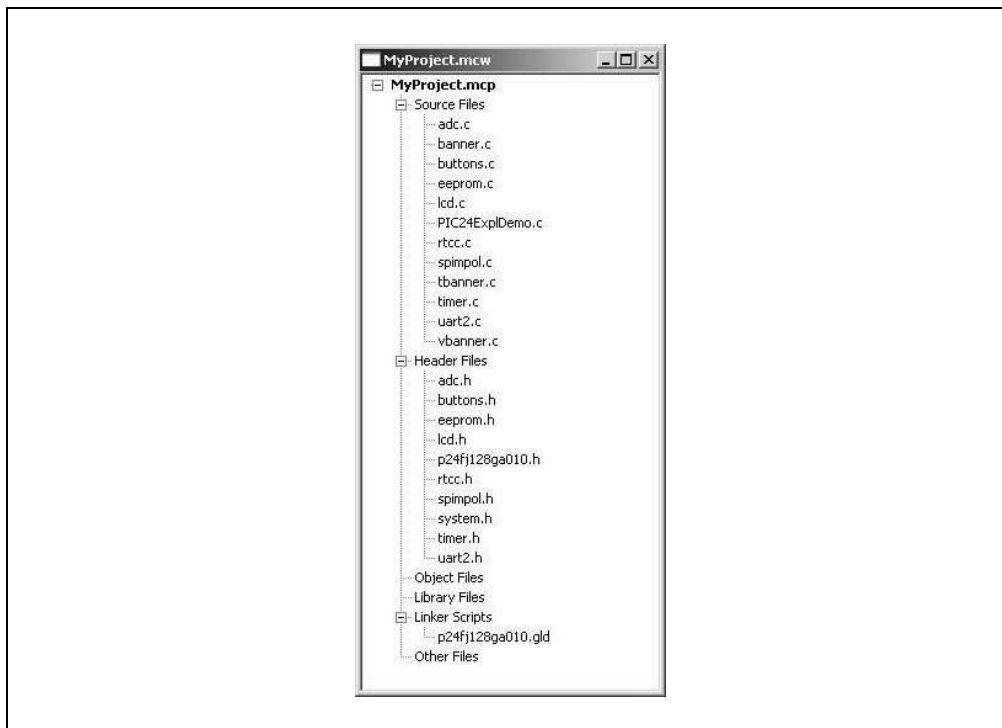 MyProject.mcw
MyProject.mcp
Source Files
adc.c
banner.c
buttons.c
eeprom.c
lcd.c
PIC24ExplDemo.c
rtcc.c
spimpol.c
tbanner.c
timer.c
uart2.c
vbanner.c
Header Files
adc.h
buttons.h
eeprom.h
lcd.h
p24fj128ga010.h
rtcc.h
spimpol.h
system.h
timer.h
uart2.h
Object Files
Library Files
Linker Scripts
p24fj128ga010.gld
Other Files